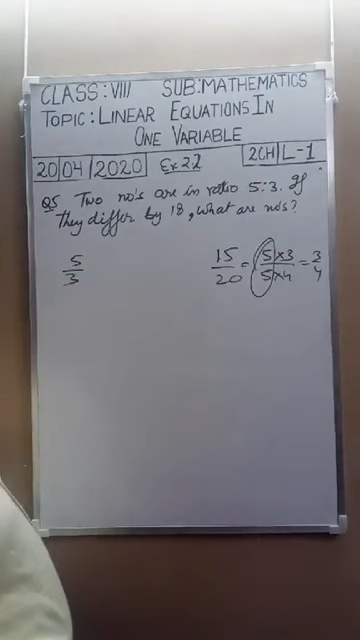 CLASS: VIII SUB: MATHEMATICS
TOPIC: LINEAR EQUATIONS IN
ONE VARIABLE
20/04/2020 Ex 2.2 2CH L-1
Q5 Two no's are in ratio 5:3. If
they differ by 18, what are no's?
5/3 15/20 = 5×3/5×4 = 3/4